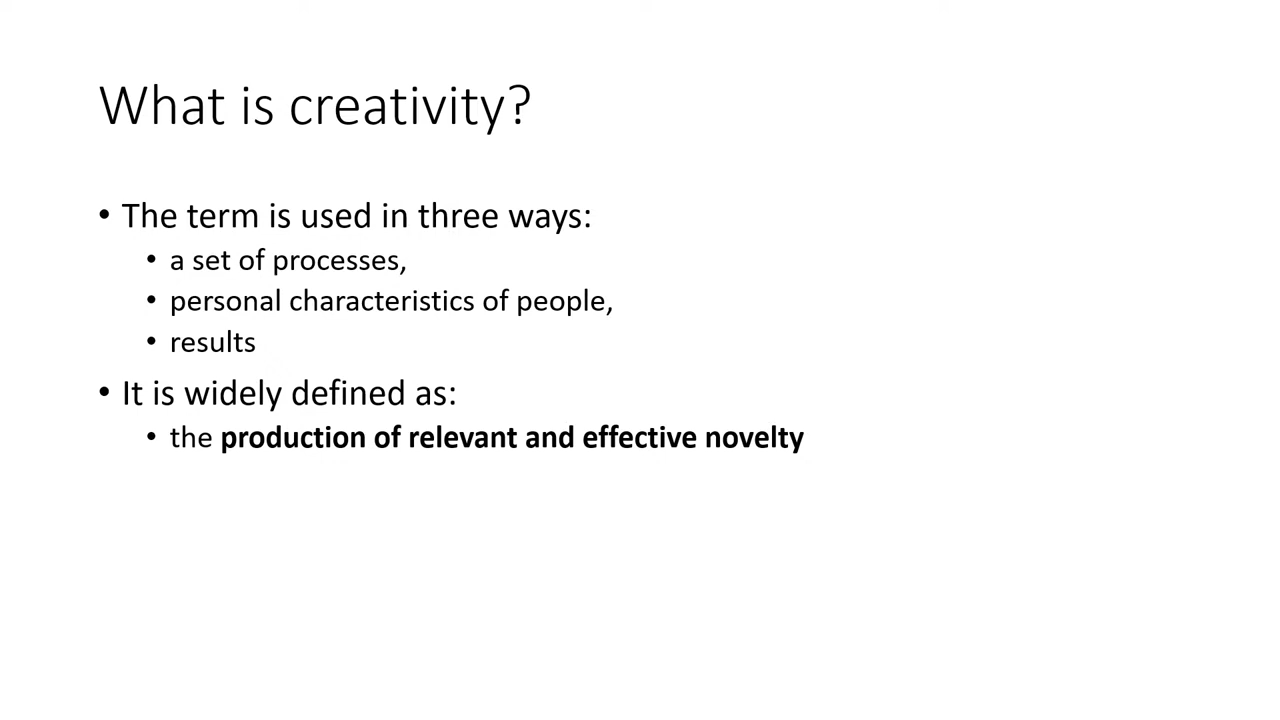 What is creativity?
• The term is used in three ways:
• a set of processes,
• personal characteristics of people,
• results
• It is widely defined as:
• the production of relevant and effective novelty